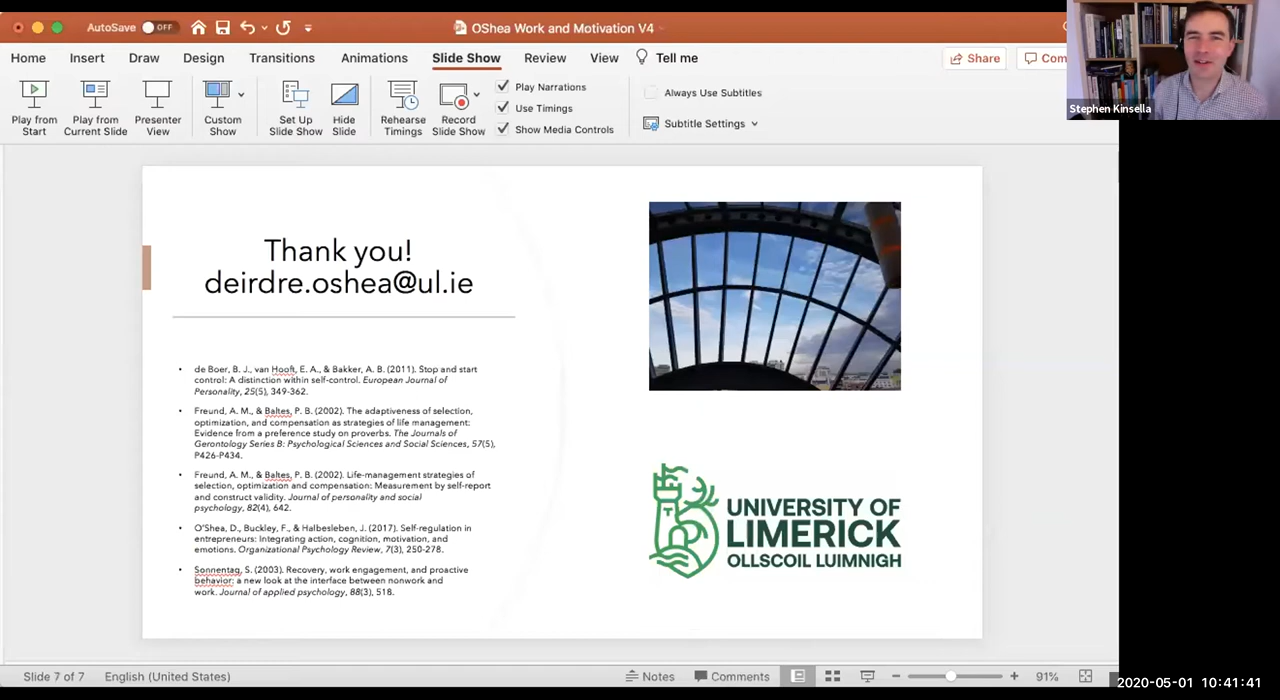 AutoSave OFF
OShea Work and Motivation V4
Home Insert Draw Design Transitions Animations Slide Show Review View Tell me
Share
Com
Play from Start
Play from Current Slide
Presenter View
Custom Show
Set Up Slide Show
Hide Slide
Rehearse Timings
Record Slide Show
Play Narrations
Use Timings
Show Media Controls
Always Use Subtitles
Subtitle Settings
Stephen Kinsella
Thank you!
deirdre.oshea@ul.ie
• de Boer, B. J., van Hooft, E. A., & Bakker, A. B. (2011). Stop and start
control: A distinction within self-control. European Journal of
Personality, 25(5), 349-362.
• Freund, A. M., & Baltes, P. B. (2002). The adaptiveness of selection,
optimization, and compensation as strategies of life management:
Evidence from a preference study on proverbs. The Journals of
Gerontology Series B: Psychological Sciences and Social Sciences, 57(5),
P426-P434.
• Freund, A. M., & Baltes, P. B. (2002). Life-management strategies of
selection, optimization and compensation: Measurement by self-report
and construct validity. Journal of personality and social
psychology, 82(4), 642.
• O'Shea, D., Buckley, F., & Halbesleben, J. (2017). Self-regulation in
entrepreneurs: Integrating action, cognition, motivation, and
emotions. Organizational Psychology Review, 7(3), 250-278.
• Sonnentag, S. (2003). Recovery, work engagement, and proactive
behavior: a new look at the interface between nonwork and
work. Journal of applied psychology, 88(3), 518.
UNIVERSITY OF
LIMERICK
OLLSCOIL LUIMNIGH
Slide 7 of 7 English (United States) Notes Comments 91%
2020-05-01 10:41:41